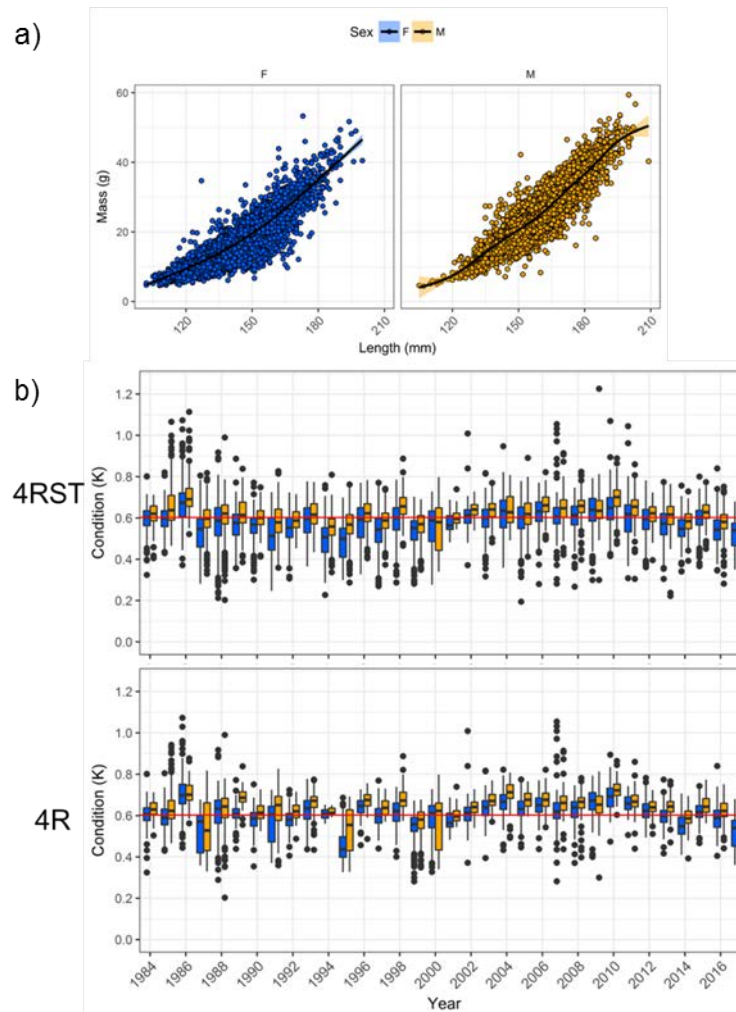 a)
Sex F M
F M
60
40
20
0
Mass (g)
120 150 180 210 120 150 180 210
Length (mm)
b)
4RST
Condition (K)
1.2
1.0
0.8
0.6
0.4
0.2
0.0
4R
Condition (K)
1.2
1.0
0.8
0.6
0.4
0.2
0.0
1984 1986 1988 1990 1992 1994 1996 1998 2000 2002 2004 2006 2008 2010 2012 2014 2016
Year